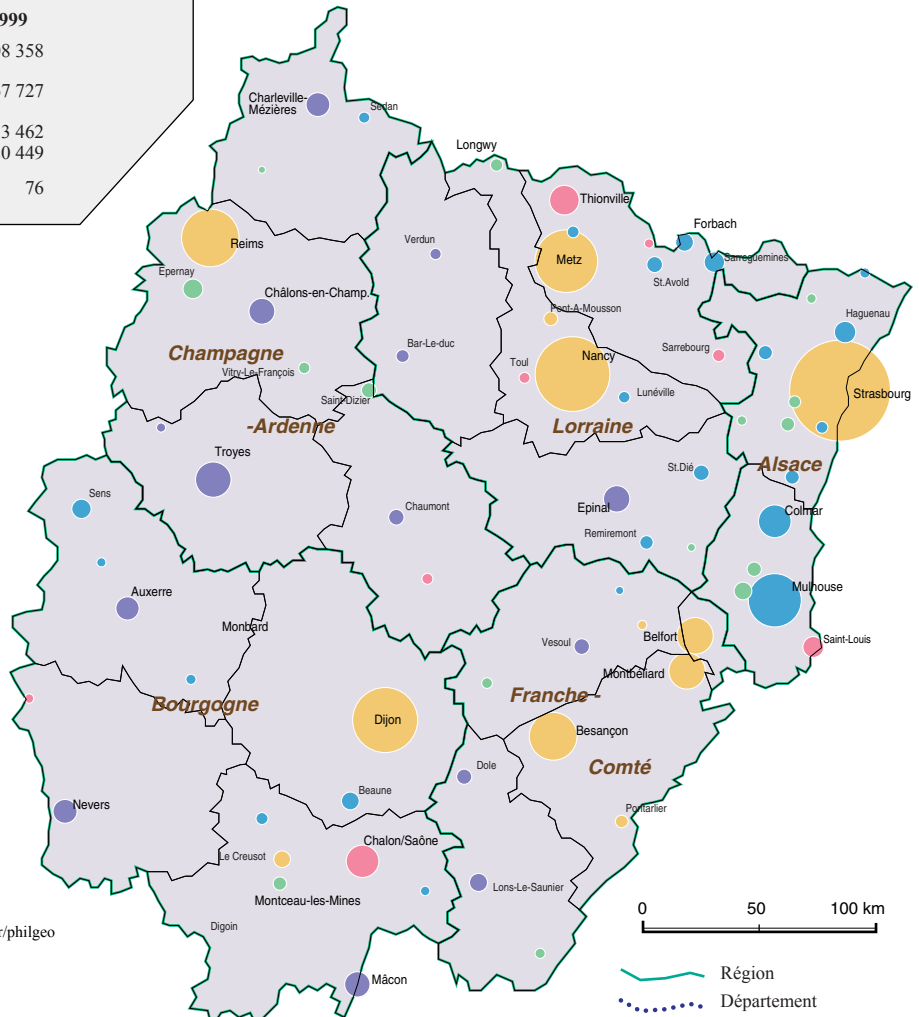 999
8 358
7 727
3 462
0 449
76
Charleville-
Mézières
Sedan
Longwy
Thionville
Forbach
Reims
Verdun
Metz
Sarreguemines
Epernay
St.Avold
Châlons-en-Champ.
Pont-A-Mousson
Haguenau
Champagne
Bar-Le-duc
Nancy
Sarrebourg
Vitry-Le-François
Toul
Saint-Dizier
Lunéville
Strasbourg
-Ardenne
Lorraine
Troyes
St.Dié
Alsace
Sens
Chaumont
Epinal
Colmar
Remiremont
Auxerre
Mulhouse
Monbard
Vesoul
Belfort
Saint-Louis
Montbéliard
Bourgogne
Franche -
Dijon
Besançon
Dole
Comté
Nevers
Beaune
Pontarlier
Chalon/Saône
Le Creusot
Lons-Le-Saunier
Montceau-les-Mines
0 50 100 km
Digoin
r/philgeo
Région
Mâcon
Département